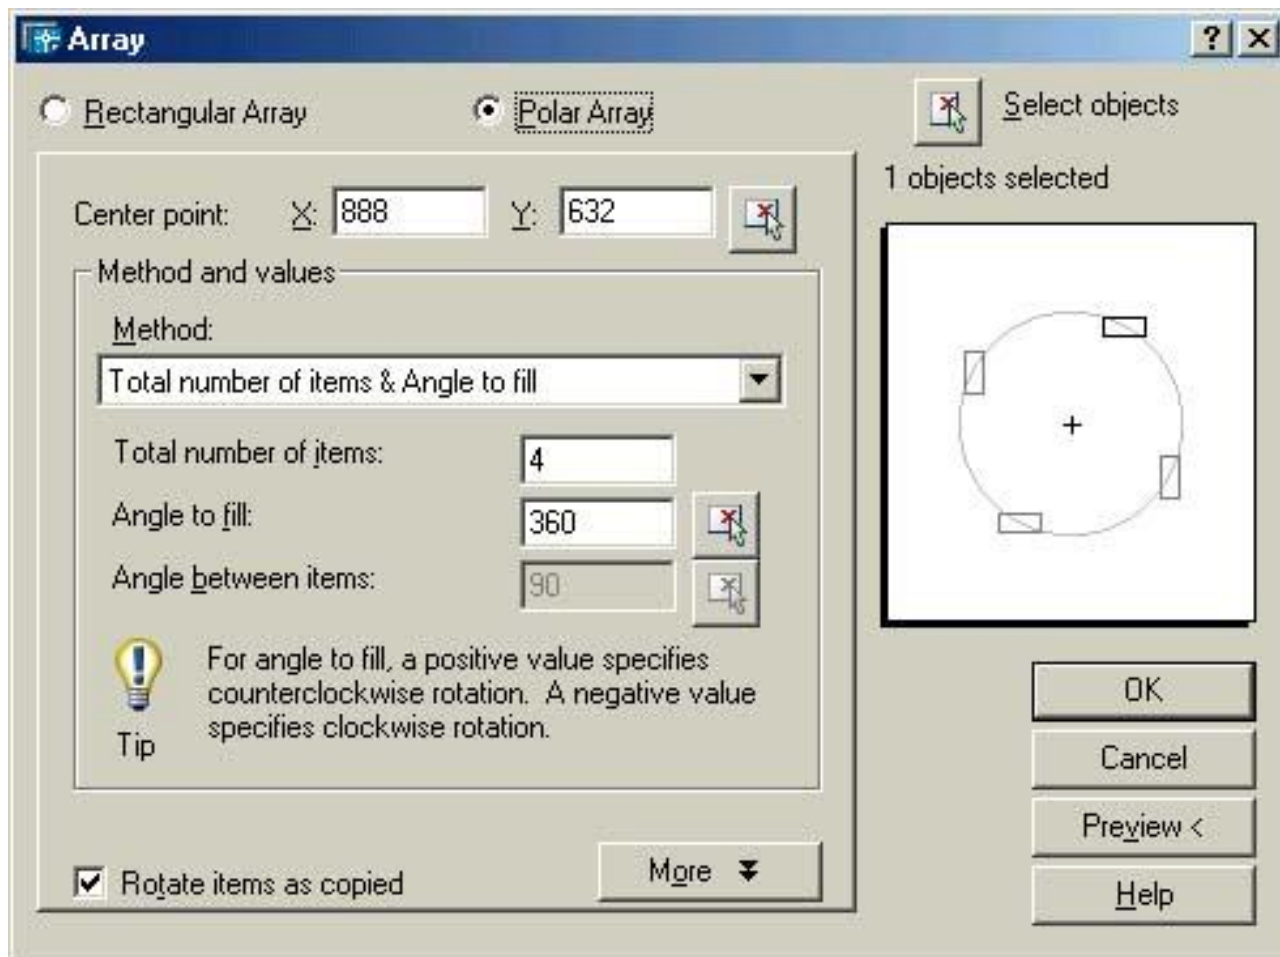 Array
Rectangular Array
Polar Array
Select objects
1 objects selected
Center point: X: 888 Y: 632
Method and values
Method:
Total number of items & Angle to fill
Total number of items: 4
Angle to fill: 360
Angle between items: 90
For angle to fill, a positive value specifies
counterclockwise rotation. A negative value
specifies clockwise rotation.
Tip
Rotate items as copied
More
OK
Cancel
Preview <
Help